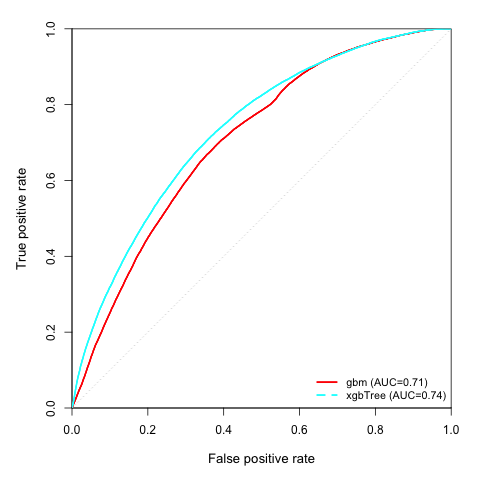 1.0
0.8
0.6
0.4
0.2
0.0
True positive rate
gbm (AUC=0.71)
xgbTree (AUC=0.74)
0.0 0.2 0.4 0.6 0.8 1.0
False positive rate